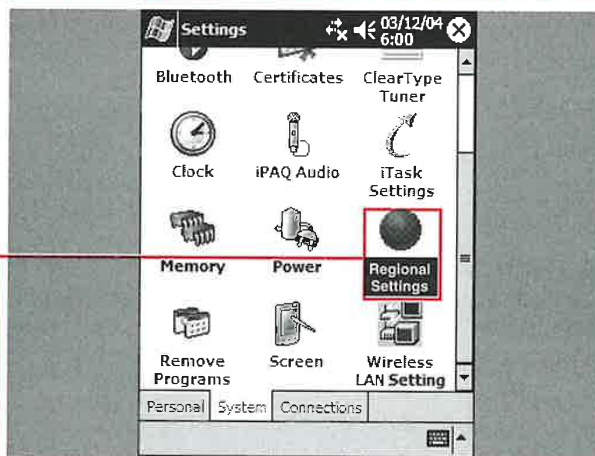 Settings
03/12/04
6:00
Bluetooth
Certificates
ClearType
Tuner
Clock
iPAQ Audio
iTask
Settings
Memory
Power
Regional
Settings
Remove
Programs
Screen
Wireless
LAN Setting
Personal
System
Connections